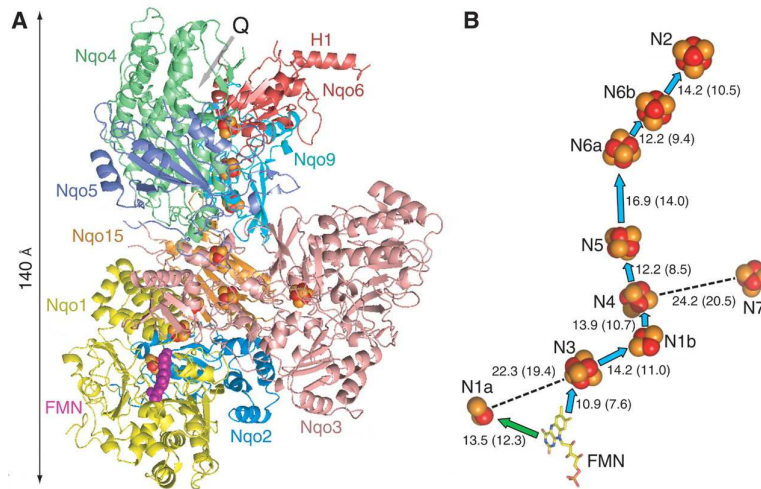 A
140 Å
Nqo4
Q
H1
Nqo6
Nqo9
Nqo5
Nqo15
Nqo1
FMN
Nqo2
Nqo3
B
N2
14.2 (10.5)
N6b
12.2 (9.4)
N6a
16.9 (14.0)
N5
12.2 (8.5)
N4
24.2 (20.5)
N7
13.9 (10.7)
N1b
N3
14.2 (11.0)
22.3 (19.4)
N1a
10.9 (7.6)
13.5 (12.3)
FMN